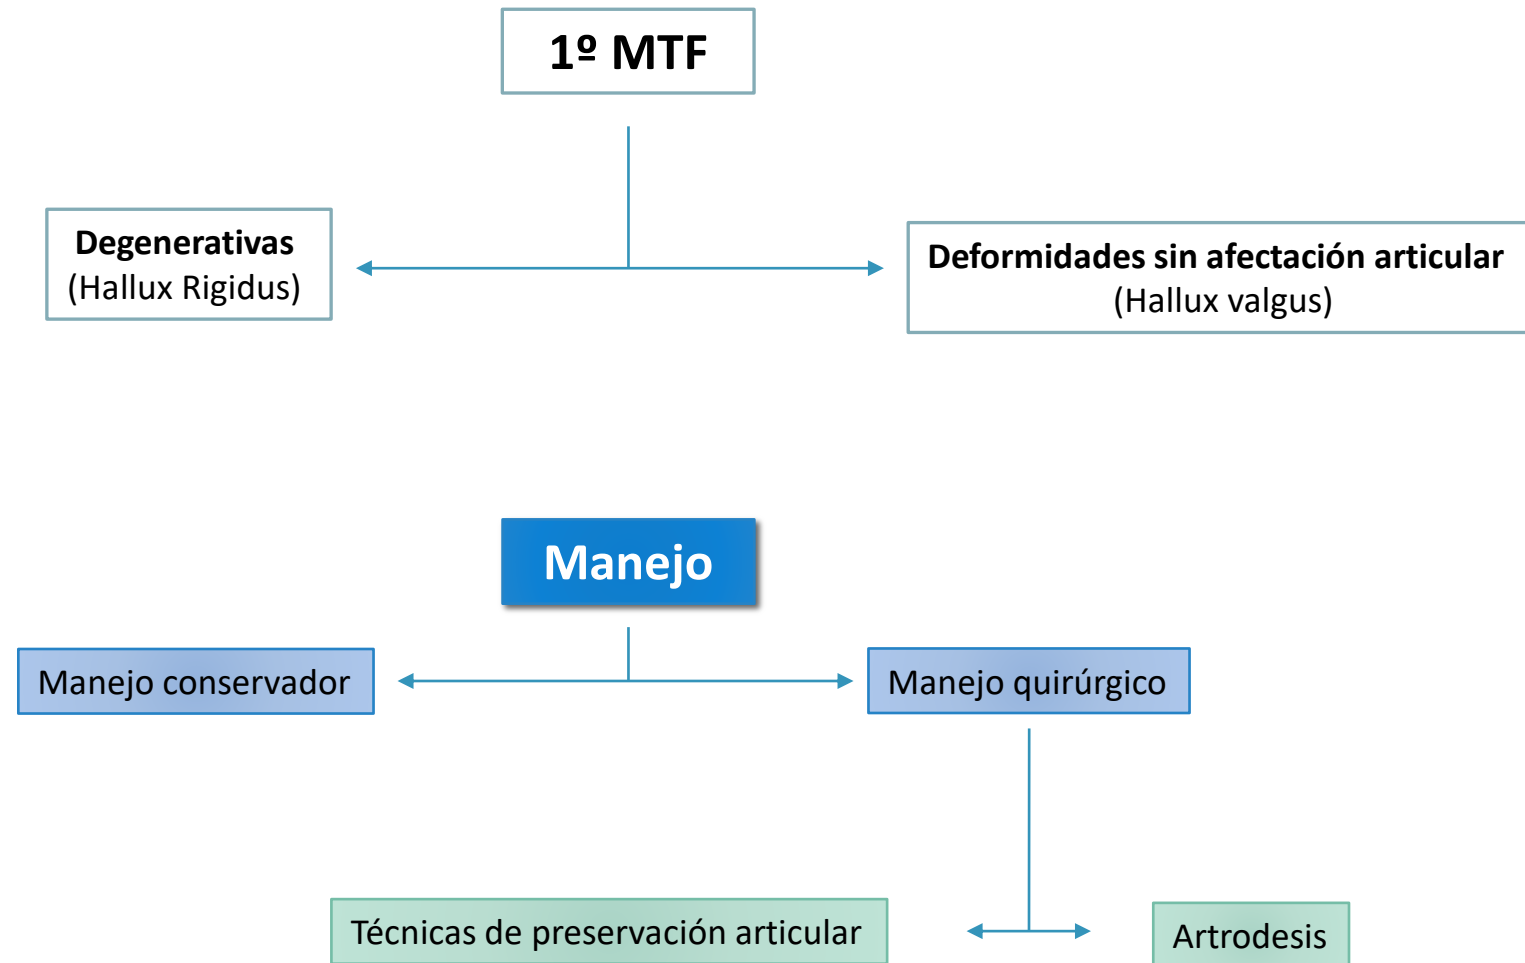 1º MTF
Degenerativas
(Hallux Rigidus)
Deformidades sin afectación articular
(Hallux valgus)
Manejo
Manejo conservador
Manejo quirúrgico
Técnicas de preservación articular
Artrodesis